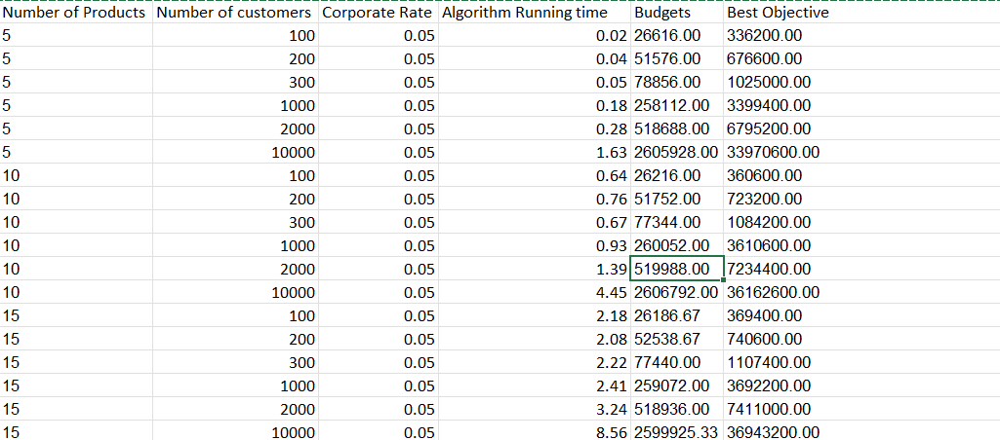 Number of Products Number of customers Corporate Rate Algorithm Running time Budgets Best Objective
5 100 0.05 0.02 26616.00 336200.00
5 200 0.05 0.04 51576.00 676600.00
5 300 0.05 0.05 78856.00 1025000.00
5 1000 0.05 0.18 258112.00 3399400.00
5 2000 0.05 0.28 518688.00 6795200.00
5 10000 0.05 1.63 2605928.00 33970600.00
10 100 0.05 0.64 26216.00 360600.00
10 200 0.05 0.76 51752.00 723200.00
10 300 0.05 0.67 77344.00 1084200.00
10 1000 0.05 0.93 260052.00 3610600.00
10 2000 0.05 1.39 519988.00 7234400.00
10 10000 0.05 4.45 2606792.00 36162600.00
15 100 0.05 2.18 26186.67 369400.00
15 200 0.05 2.08 52538.67 740600.00
15 300 0.05 2.22 77440.00 1107400.00
15 1000 0.05 2.41 259072.00 3692200.00
15 2000 0.05 3.24 518936.00 7411000.00
15 10000 0.05 8.56 2599925.33 36943200.00